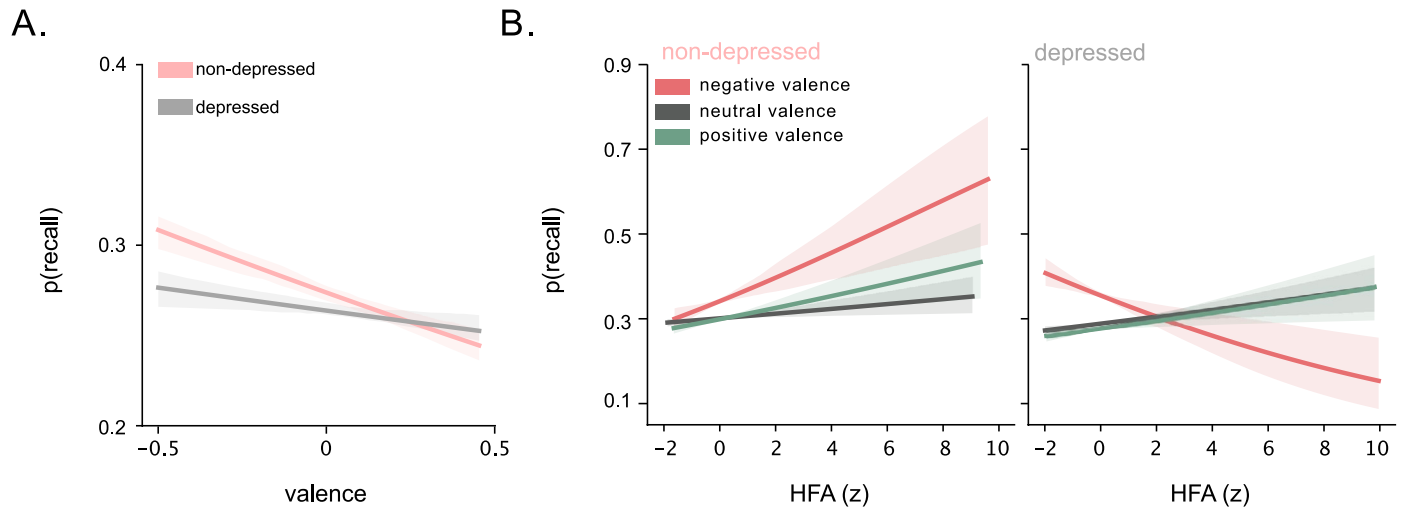 A.
0.4
0.3
0.2
p(recall)
non-depressed
depressed
−0.5
0
0.5
valence
B.
non-depressed
depressed
0.9
0.7
0.5
0.3
0.1
p(recall)
negative valence
neutral valence
positive valence
−2
0
2
4
6
8
10
HFA (z)
−2
0
2
4
6
8
10
HFA (z)